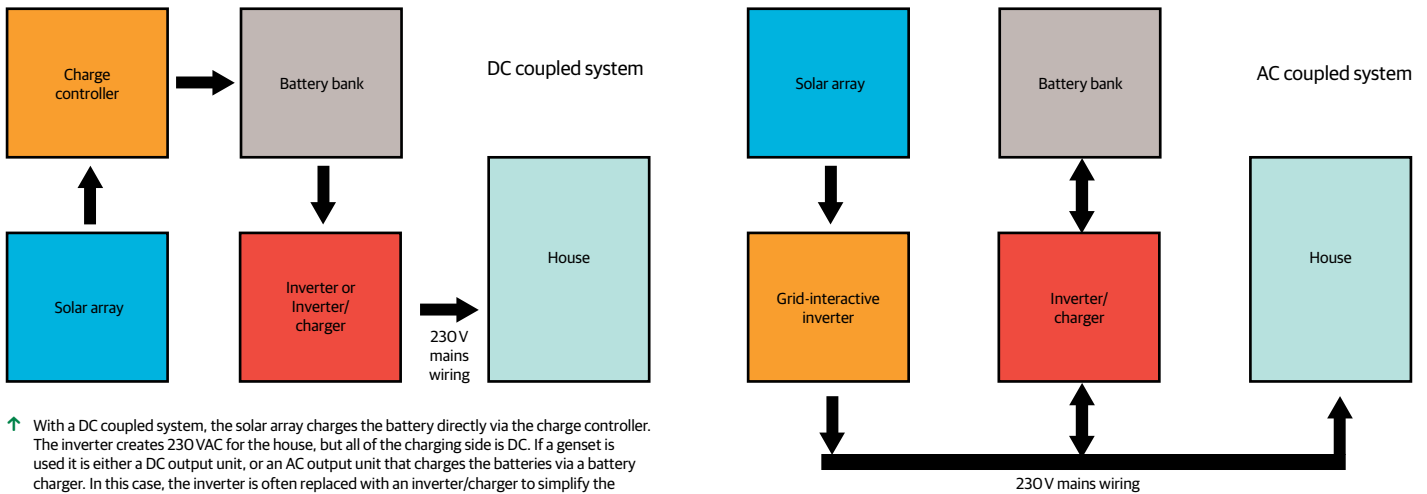 DC coupled system
Charge
controller
Battery bank
Solar array
Inverter or
Inverter/
charger
230 V
mains
wiring
House
↑ With a DC coupled system, the solar array charges the battery directly via the charge controller.
The inverter creates 230 VAC for the house, but all of the charging side is DC. If a genset is
used it is either a DC output unit, or an AC output unit that charges the batteries via a battery
charger. In this case, the inverter is often replaced with an inverter/charger to simplify the
AC coupled system
Solar array
Battery bank
Grid-interactive
inverter
Inverter/
charger
House
230 V mains wiring